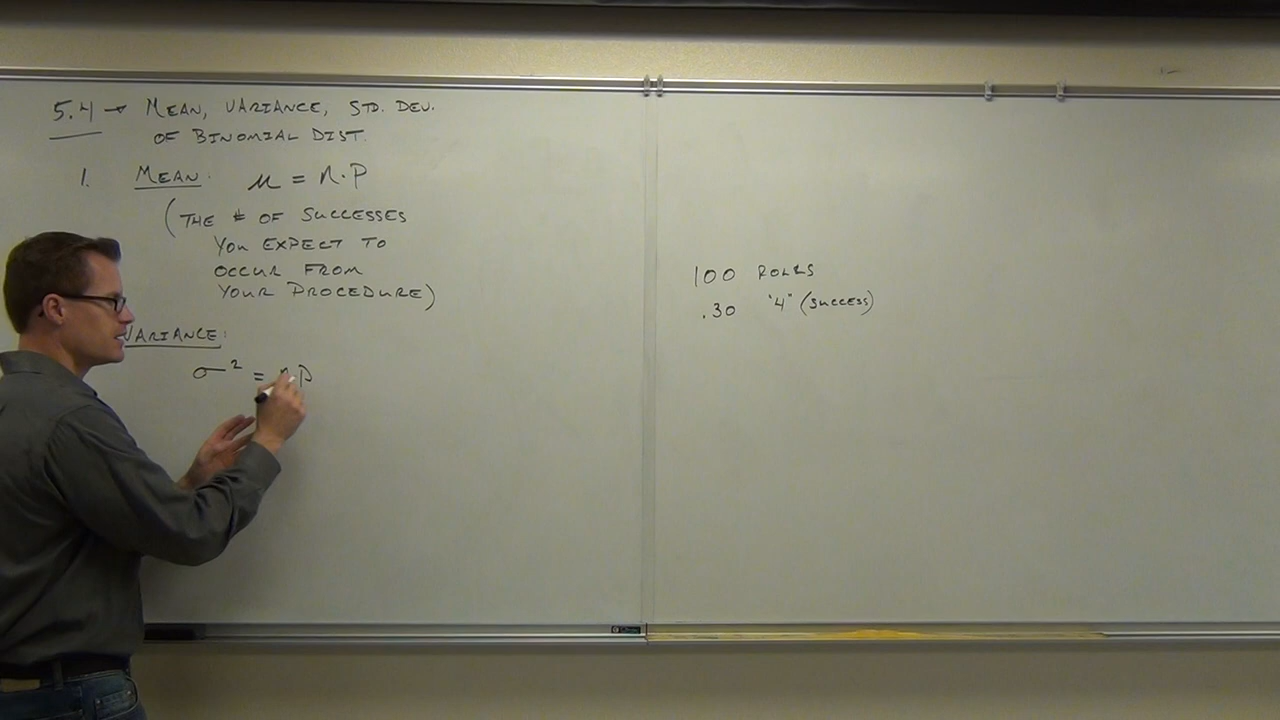 5.4 → MEAN, VARIANCE, STD. DEV.
OF BINOMIAL DIST.
1. MEAN: μ = n·P
(THE # OF SUCCESSES
YOU EXPECT TO
OCCUR FROM
YOUR PROCEDURE)
VARIANCE:
σ² = n·P
100 ROLLS
.30 "4" (SUCCESS)